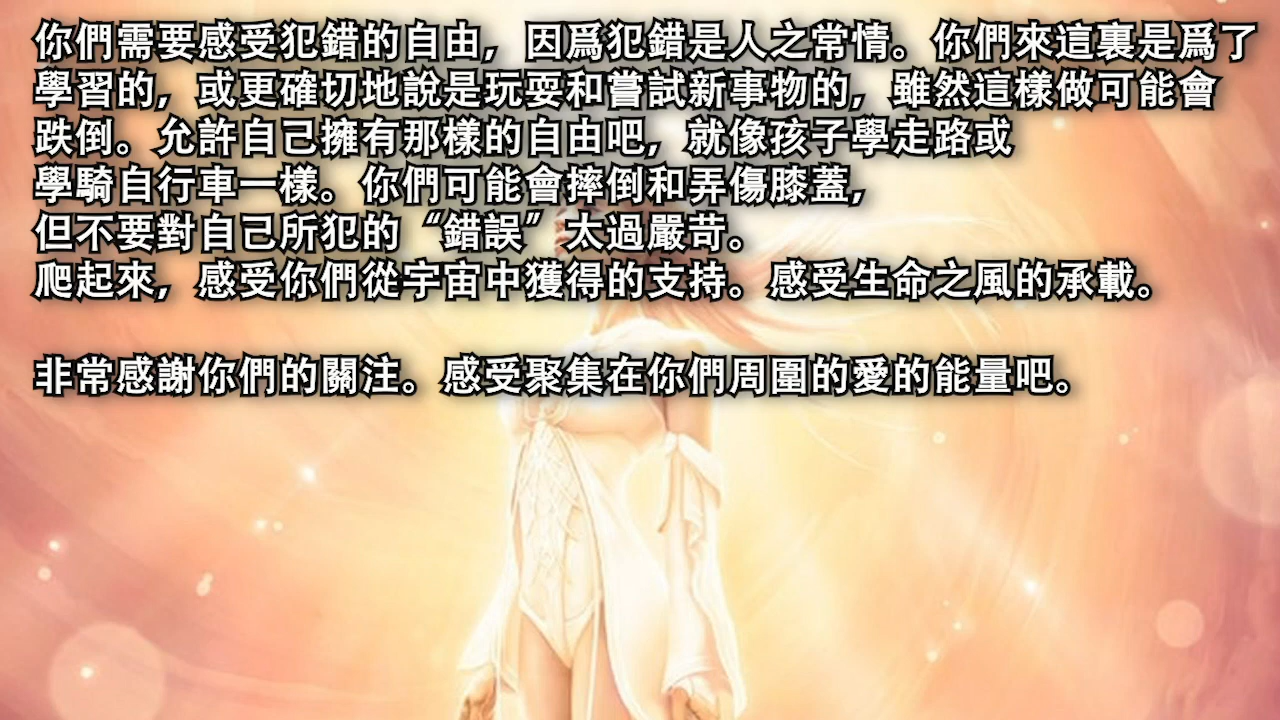 你們需要感受犯錯的自由，因爲犯錯是人之常情。你們來這裏是爲了
學習的，或更確切地說是玩耍和嘗試新事物的，雖然這樣做可能會
跌倒。允許自己擁有那樣的自由吧，就像孩子學走路或
學騎自行車一樣。你們可能會摔倒和弄傷膝蓋，
但不要對自己所犯的“錯誤”太過嚴苛。
爬起來，感受你們從宇宙中獲得的支持。感受生命之風的承載。
非常感謝你們的關注。感受聚集在你們周圍的愛的能量吧。